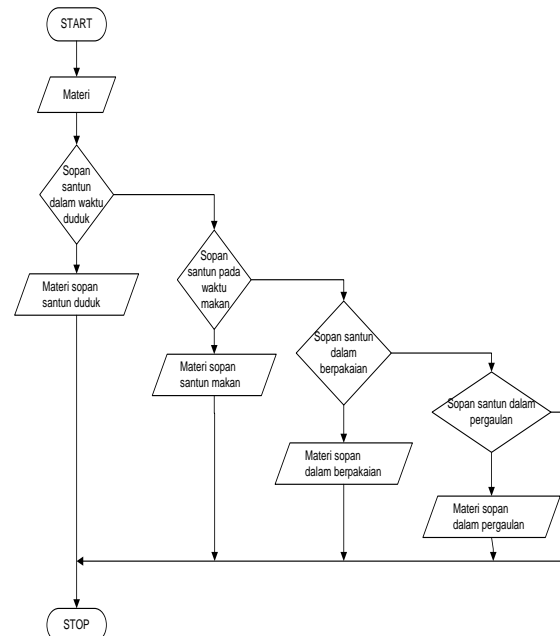 START
Materi
Sopan
santun
dalam waktu
duduk
Materi sopan
santun duduk
Sopan
santun pada
waktu
makan
Materi sopan
santun makan
Sopan santun
dalam
berpakaian
Materi sopan
dalam berpakaian
Sopan santun dalam
pergaulan
Materi sopan
dalam pergaulan
STOP